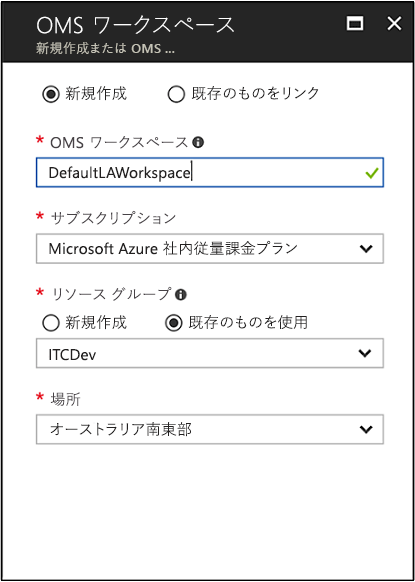 OMS ワークスペース
新規作成または OMS ...
新規作成 既存のものをリンク
* OMS ワークスペース
DefaultLAWorkspace
* サブスクリプション
Microsoft Azure 社内従量課金プラン
* リソース グループ
新規作成 既存のものを使用
ITCDev
* 場所
オーストラリア南東部